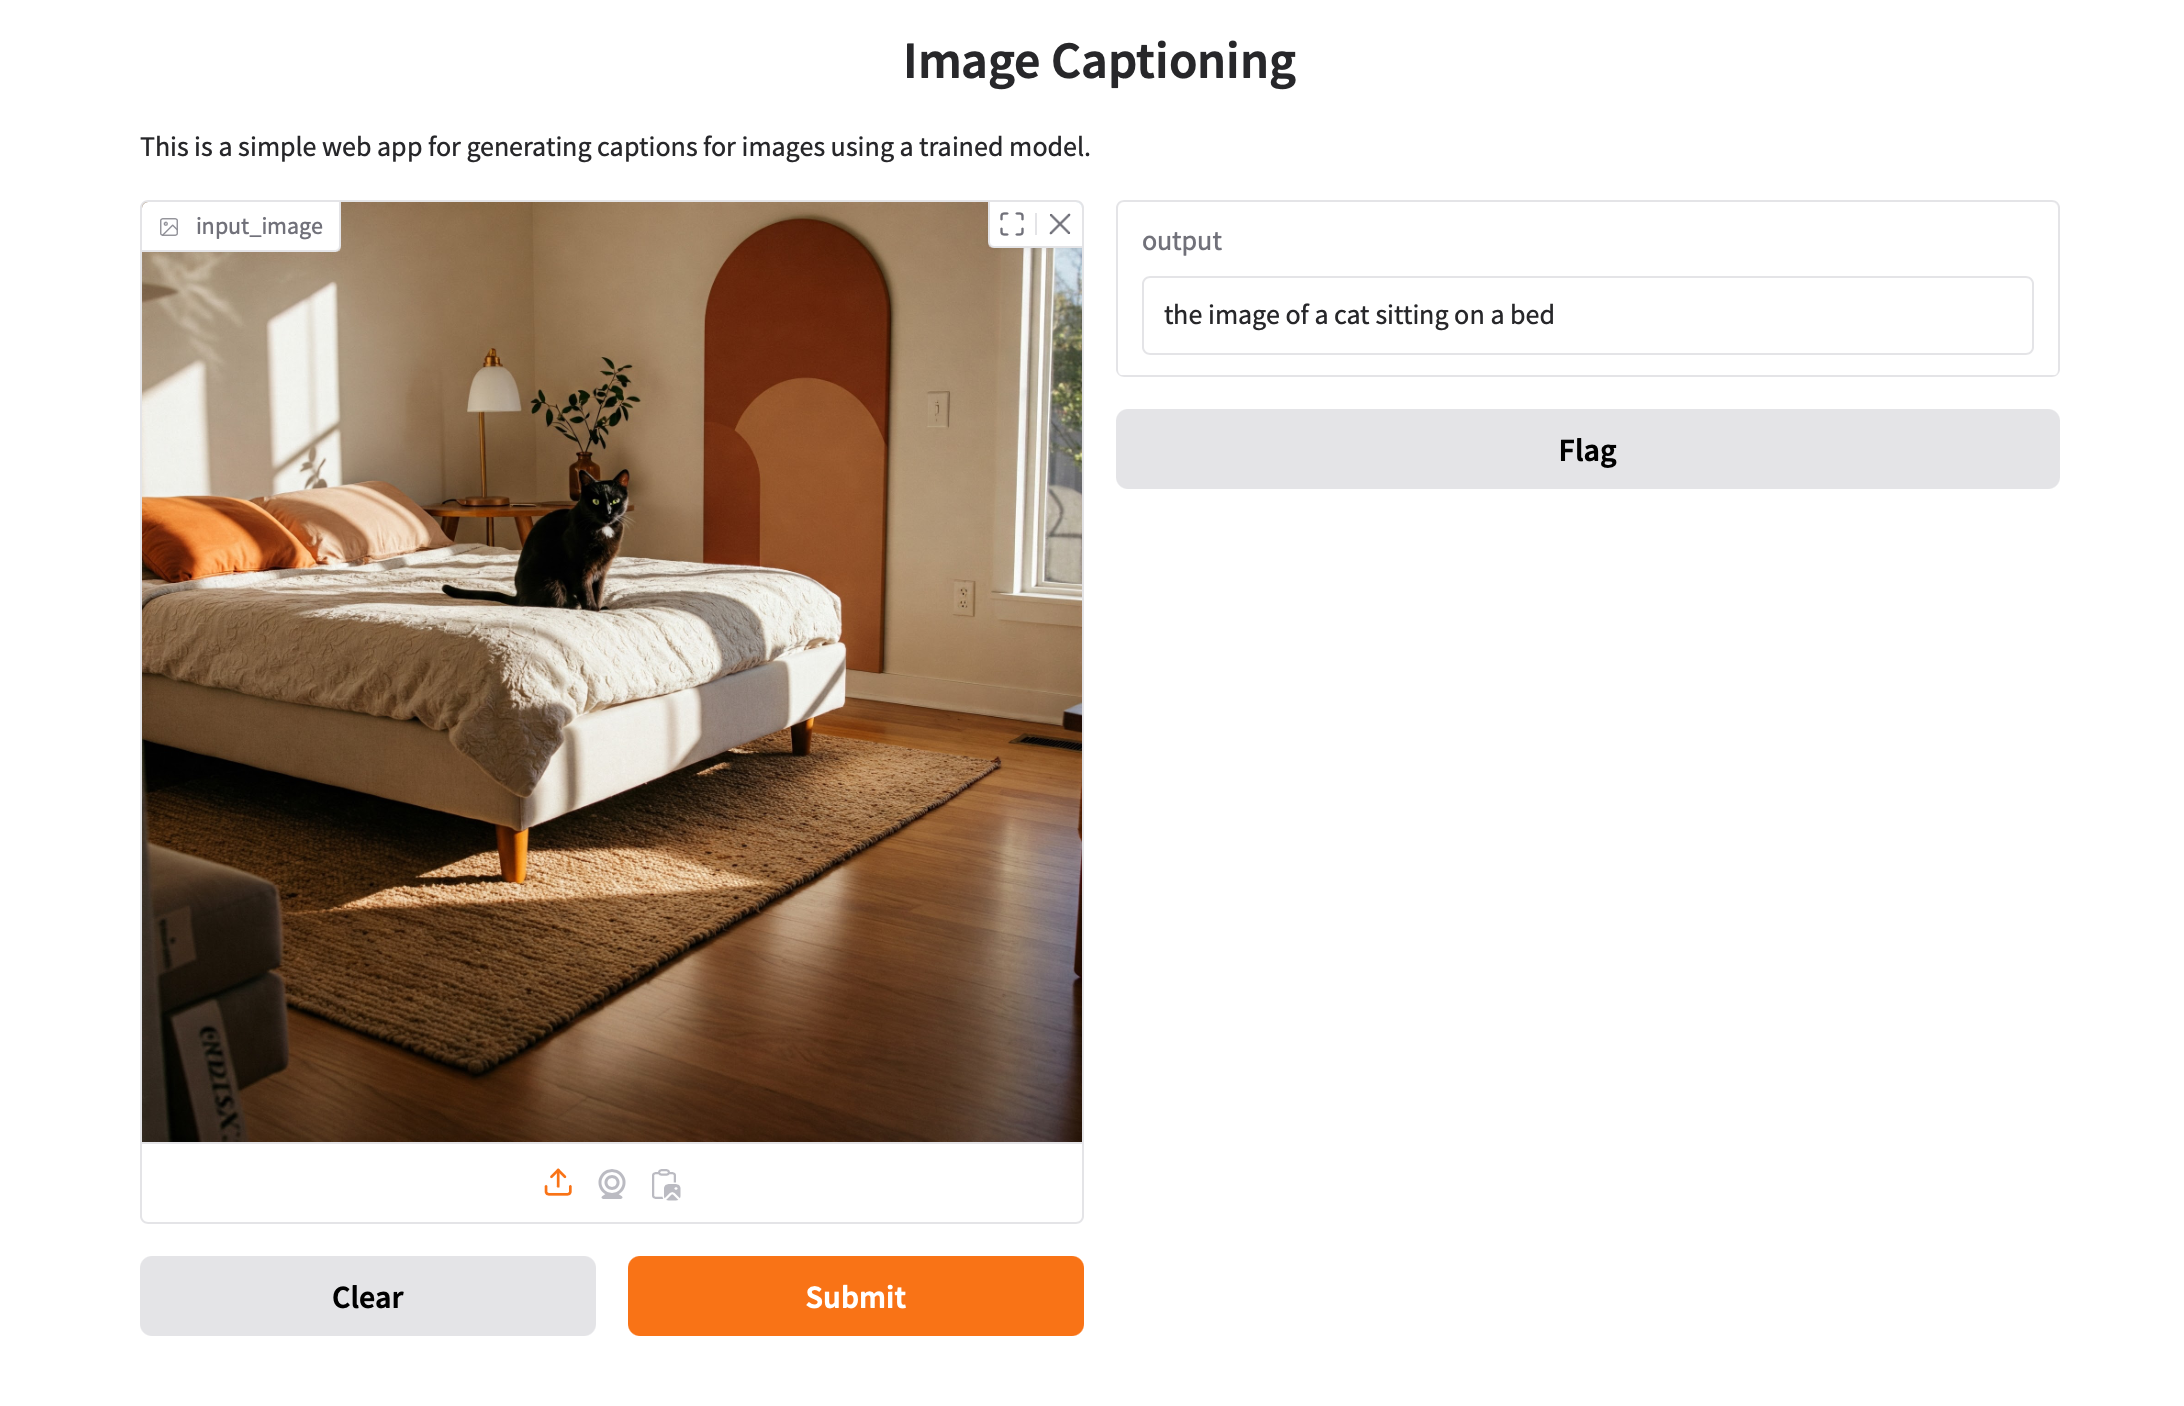 Image Captioning
This is a simple web app for generating captions for images using a trained model.
input_image
output
the image of a cat sitting on a bed
Flag
Clear
Submit